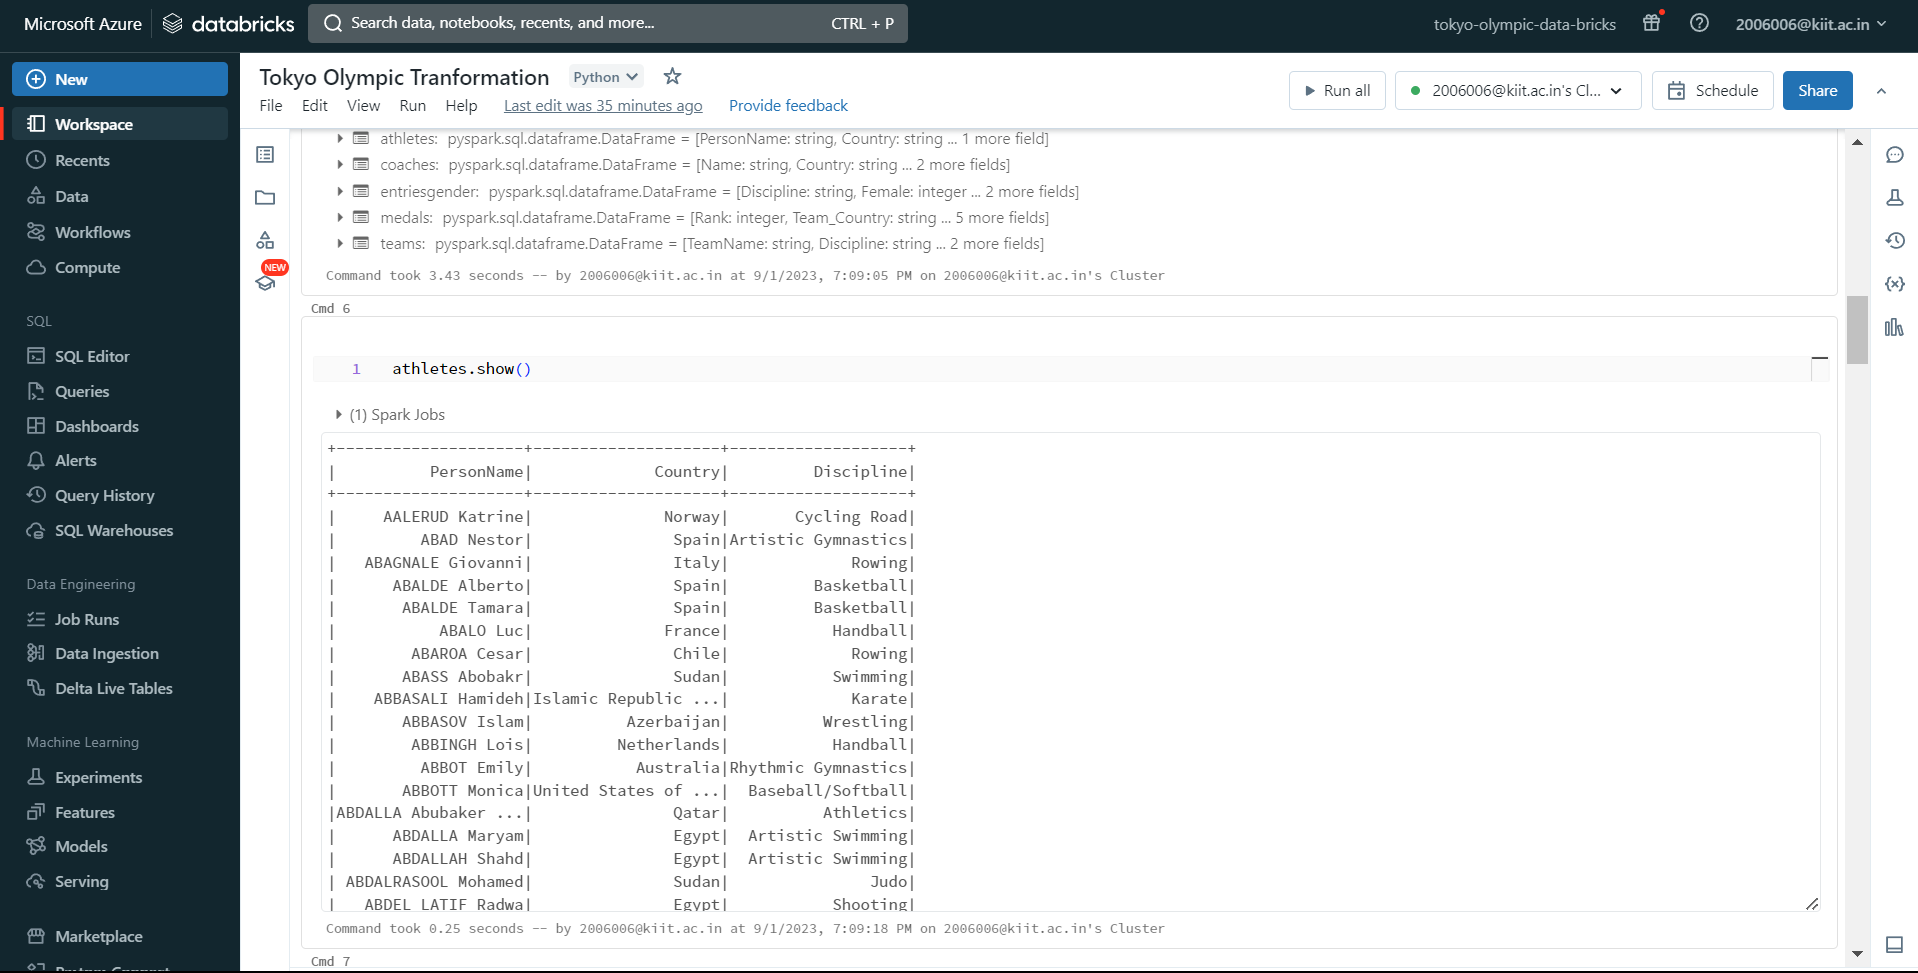 Microsoft Azure databricks Search data, notebooks, recents, and more... CTRL + P tokyo-olympic-data-bricks 2006006@kiit.ac.in
New
Workspace
Recents
Data
Workflows
Compute
SQL
SQL Editor
Queries
Dashboards
Alerts
Query History
SQL Warehouses
Data Engineering
Job Runs
Data Ingestion
Delta Live Tables
Machine Learning
Experiments
Features
Models
Serving
Marketplace
Partner Connect
Tokyo Olympic Tranformation Python
File Edit View Run Help Last edit was 35 minutes ago Provide feedback
Run all 2006006@kiit.ac.in's Cl... Schedule Share
NEW
athletes: pyspark.sql.dataframe.DataFrame = [PersonName: string, Country: string ... 1 more field]
coaches: pyspark.sql.dataframe.DataFrame = [Name: string, Country: string ... 2 more fields]
entriesgender: pyspark.sql.dataframe.DataFrame = [Discipline: string, Female: integer ... 2 more fields]
medals: pyspark.sql.dataframe.DataFrame = [Rank: integer, Team_Country: string ... 5 more fields]
teams: pyspark.sql.dataframe.DataFrame = [TeamName: string, Discipline: string ... 2 more fields]
Command took 3.43 seconds -- by 2006006@kiit.ac.in at 9/1/2023, 7:09:05 PM on 2006006@kiit.ac.in's Cluster
Cmd 6
1 athletes.show()
(1) Spark Jobs
+--------------------+--------------------+-------------------+
|          PersonName|             Country|         Discipline|
+--------------------+--------------------+-------------------+
|     AALERUD Katrine|              Norway|       Cycling Road|
|         ABAD Nestor|               Spain|Artistic Gymnastics|
|   ABAGNALE Giovanni|               Italy|             Rowing|
|      ABALDE Alberto|               Spain|         Basketball|
|       ABALDE Tamara|               Spain|         Basketball|
|           ABALO Luc|              France|           Handball|
|        ABAROA Cesar|               Chile|             Rowing|
|       ABASS Abobakr|               Sudan|           Swimming|
|    ABBASALI Hamideh|Islamic Republic ...|             Karate|
|       ABBASOV Islam|          Azerbaijan|          Wrestling|
|        ABBINGH Lois|         Netherlands|           Handball|
|         ABBOT Emily|           Australia|Rhythmic Gymnastics|
|       ABBOTT Monica|United States of ...|  Baseball/Softball|
|ABDALLA Abubaker ...|               Qatar|          Athletics|
|      ABDALLA Maryam|               Egypt|  Artistic Swimming|
|      ABDALLAH Shahd|               Egypt|  Artistic Swimming|
| ABDALRASOOL Mohamed|               Sudan|               Judo|
|   ABDEL LATIF Radwa|               Egypt|           Shooting|
Command took 0.25 seconds -- by 2006006@kiit.ac.in at 9/1/2023, 7:09:18 PM on 2006006@kiit.ac.in's Cluster
Cmd 7